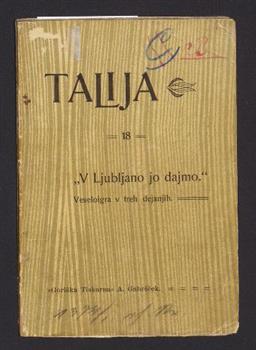 TALIJA
18
„V Ljubljano jo dajmo."
Veseloigra v treh dejanjih.
»Goriška Tiskarna« A. Gabršček.